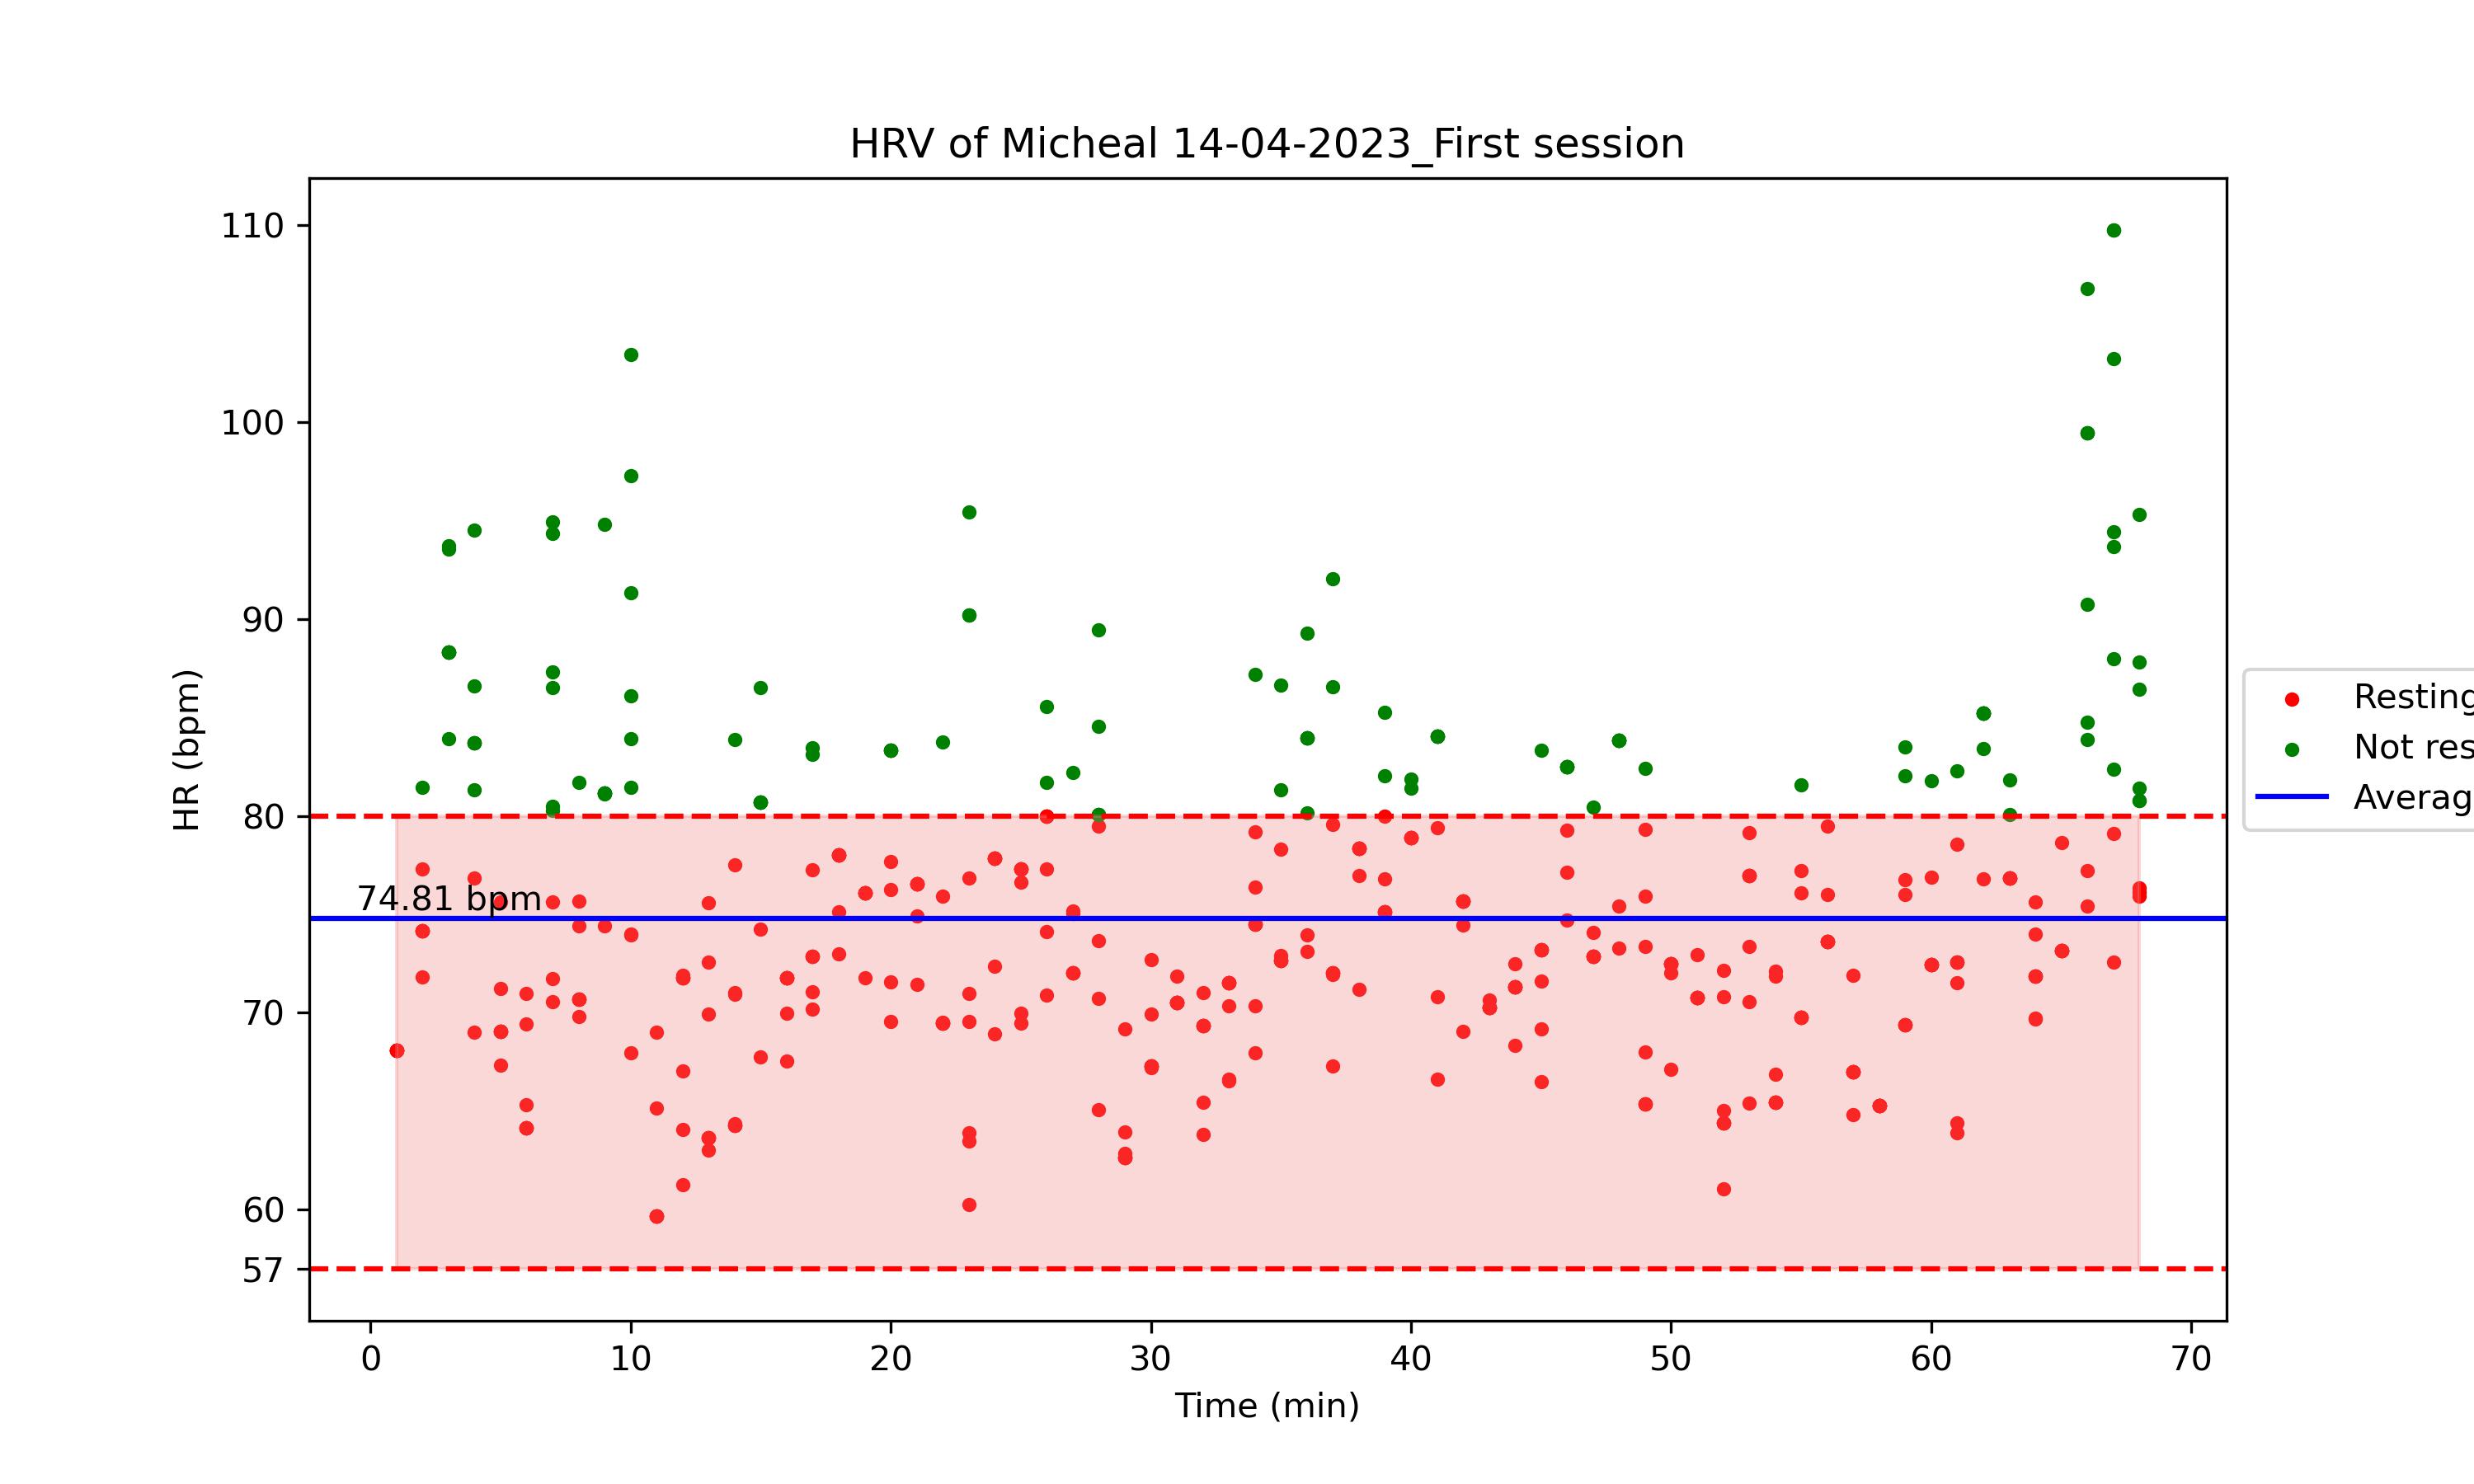 HRV of Micheal 14-04-2023_First session
HR (bpm)
110
100
90
80
70
60
57
74.81 bpm
0 10 20 30 40 50 60 70
Time (min)
Resting
Not res
Averag